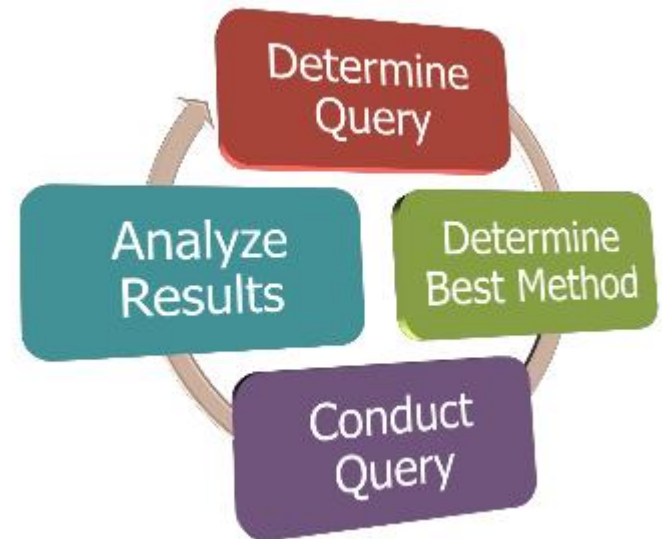 Determine
Query
Determine
Best Method
Conduct
Query
Analyze
Results